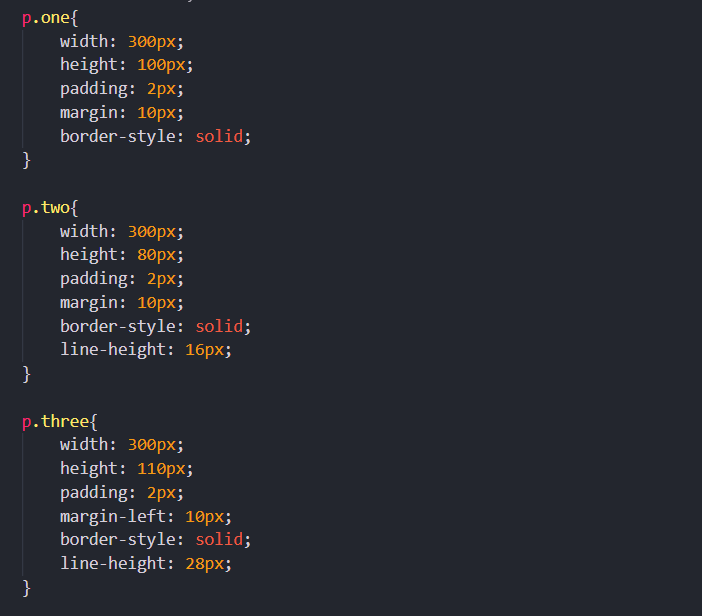 p.one{
    width: 300px;
    height: 100px;
    padding: 2px;
    margin: 10px;
    border-style: solid;
}

p.two{
    width: 300px;
    height: 80px;
    padding: 2px;
    margin: 10px;
    border-style: solid;
    line-height: 16px;
}

p.three{
    width: 300px;
    height: 110px;
    padding: 2px;
    margin-left: 10px;
    border-style: solid;
    line-height: 28px;
}